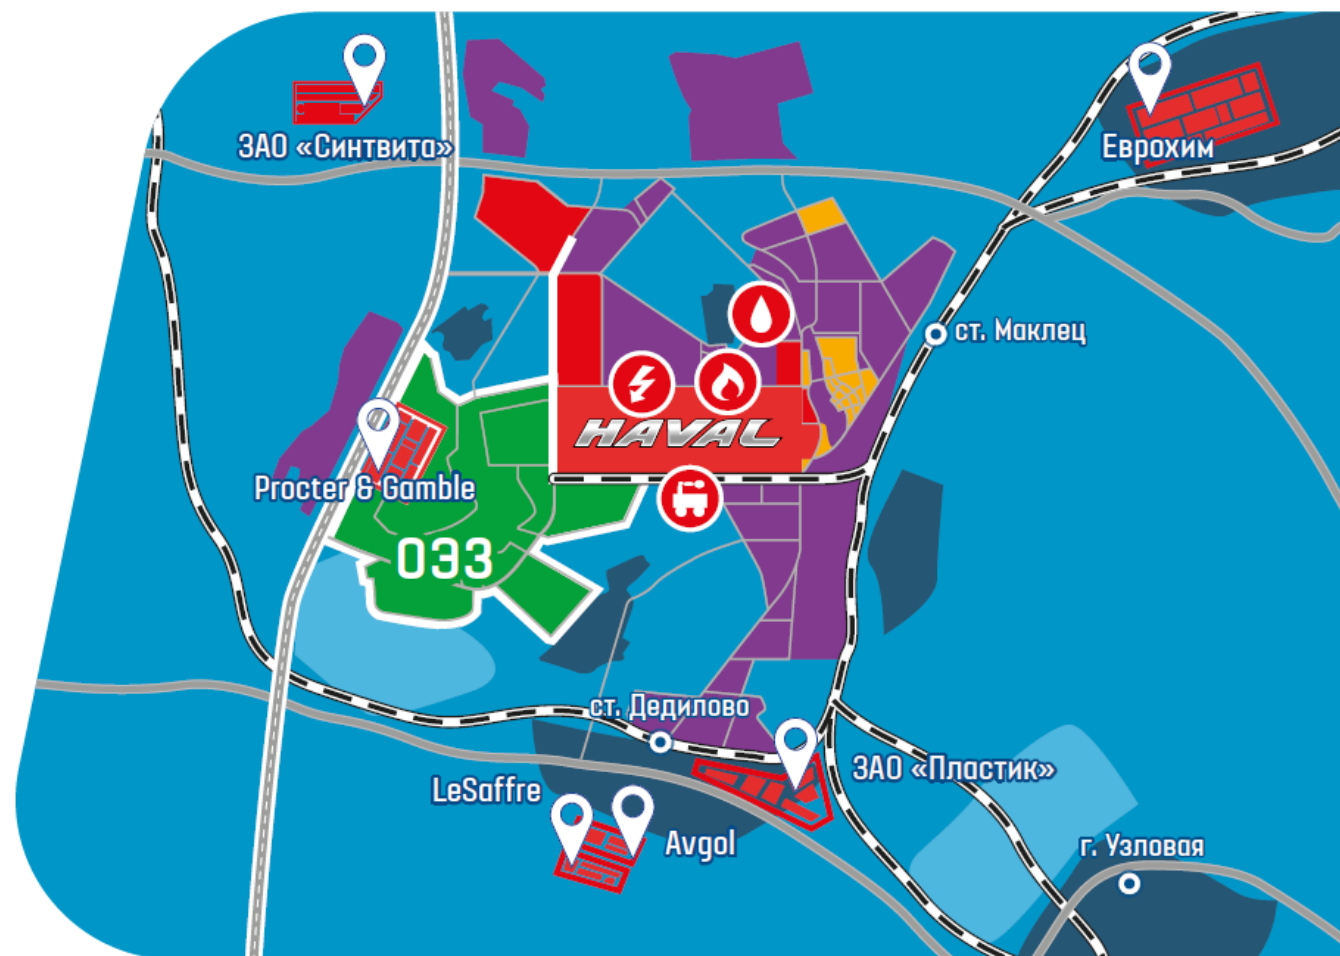 ЗАО «Синтвита»
Еврохим
ст. Маклец
HAVAL
Procter & Gamble
ОЭЗ
ст. Дедилово
ЗАО «Пластик»
LeSaffre
Avgol
г. Узловая